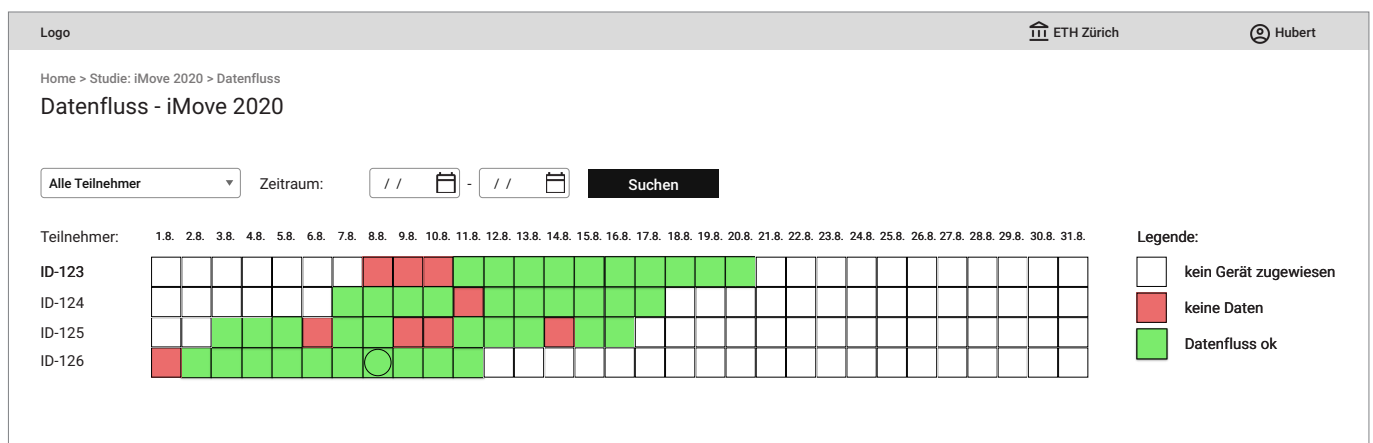 Logo
ETH Zürich
Hubert
Home > Studie: iMove 2020 > Datenfluss
Datenfluss - iMove 2020
Alle Teilnehmer
Zeitraum:
/ /
-
/ /
Suchen
Teilnehmer: 1.8. 2.8. 3.8. 4.8. 5.8. 6.8. 7.8. 8.8. 9.8. 10.8. 11.8. 12.8. 13.8. 14.8. 15.8. 16.8. 17.8. 18.8. 19.8. 20.8. 21.8. 22.8. 23.8. 24.8. 25.8. 26.8. 27.8. 28.8. 29.8. 30.8. 31.8.
ID-123
ID-124
ID-125
ID-126
Legende:
kein Gerät zugewiesen
keine Daten
Datenfluss ok